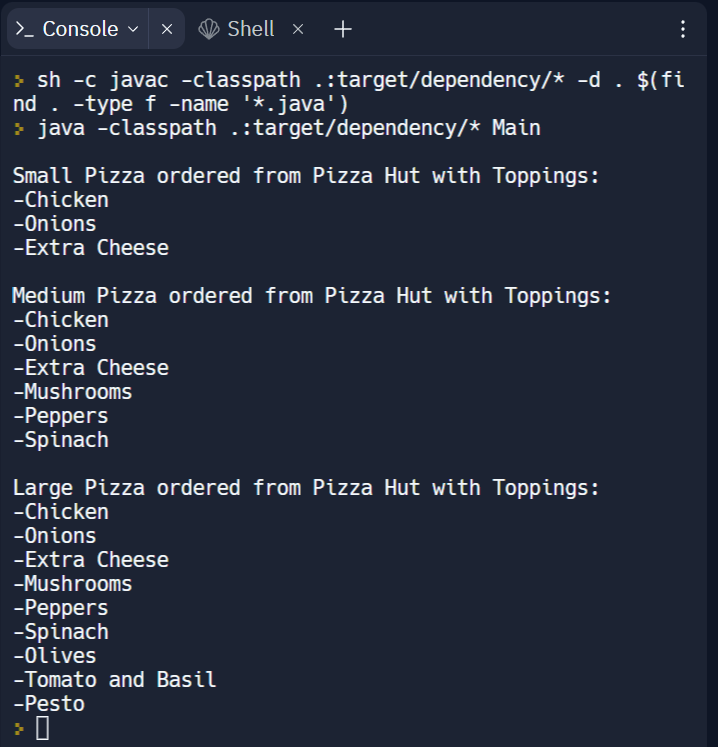 >_ Console
Shell
sh -c javac -classpath .:target/dependency/* -d . $(fi
nd . -type f -name '*.java')
java -classpath .:target/dependency/* Main
Small Pizza ordered from Pizza Hut with Toppings:
-Chicken
-Onions
-Extra Cheese
Medium Pizza ordered from Pizza Hut with Toppings:
-Chicken
-Onions
-Extra Cheese
-Mushrooms
-Peppers
-Spinach
Large Pizza ordered from Pizza Hut with Toppings:
-Chicken
-Onions
-Extra Cheese
-Mushrooms
-Peppers
-Spinach
-Olives
-Tomato and Basil
-Pesto